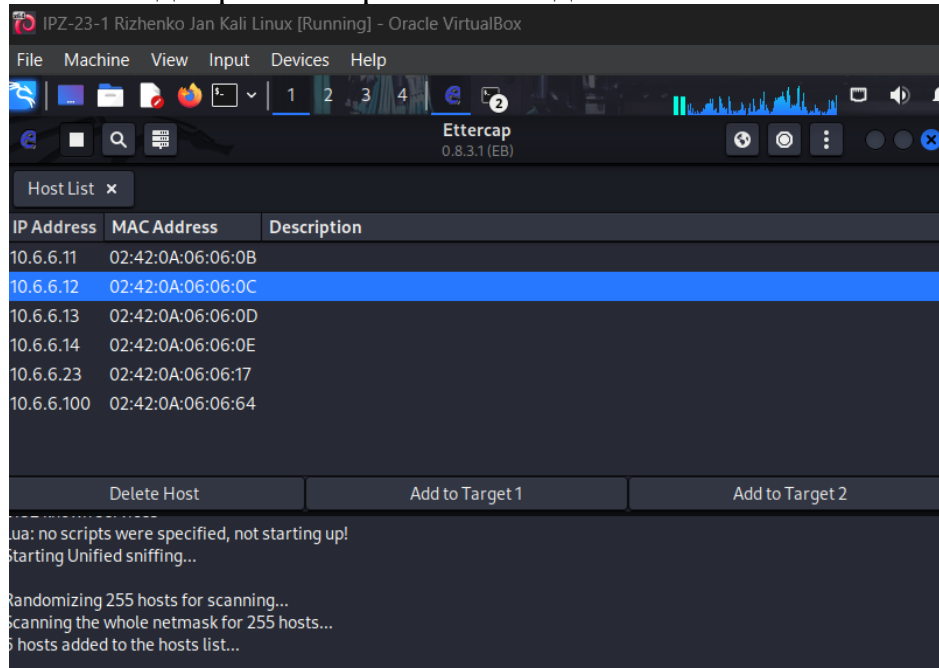 IPZ-23-1 Rizhenko Jan Kali Linux [Running] - Oracle VirtualBox
File Machine View Input Devices Help
1 2 3 4 2
Ettercap
0.8.3.1 (EB)
Host List ×
IP Address MAC Address Description
10.6.6.11 02:42:0A:06:06:0B
10.6.6.12 02:42:0A:06:06:0C
10.6.6.13 02:42:0A:06:06:0D
10.6.6.14 02:42:0A:06:06:0E
10.6.6.23 02:42:0A:06:06:17
10.6.6.100 02:42:0A:06:06:64
Delete Host Add to Target 1 Add to Target 2
Lua: no scripts were specified, not starting up!
Starting Unified sniffing...
Randomizing 255 hosts for scanning...
Scanning the whole netmask for 255 hosts...
6 hosts added to the hosts list...